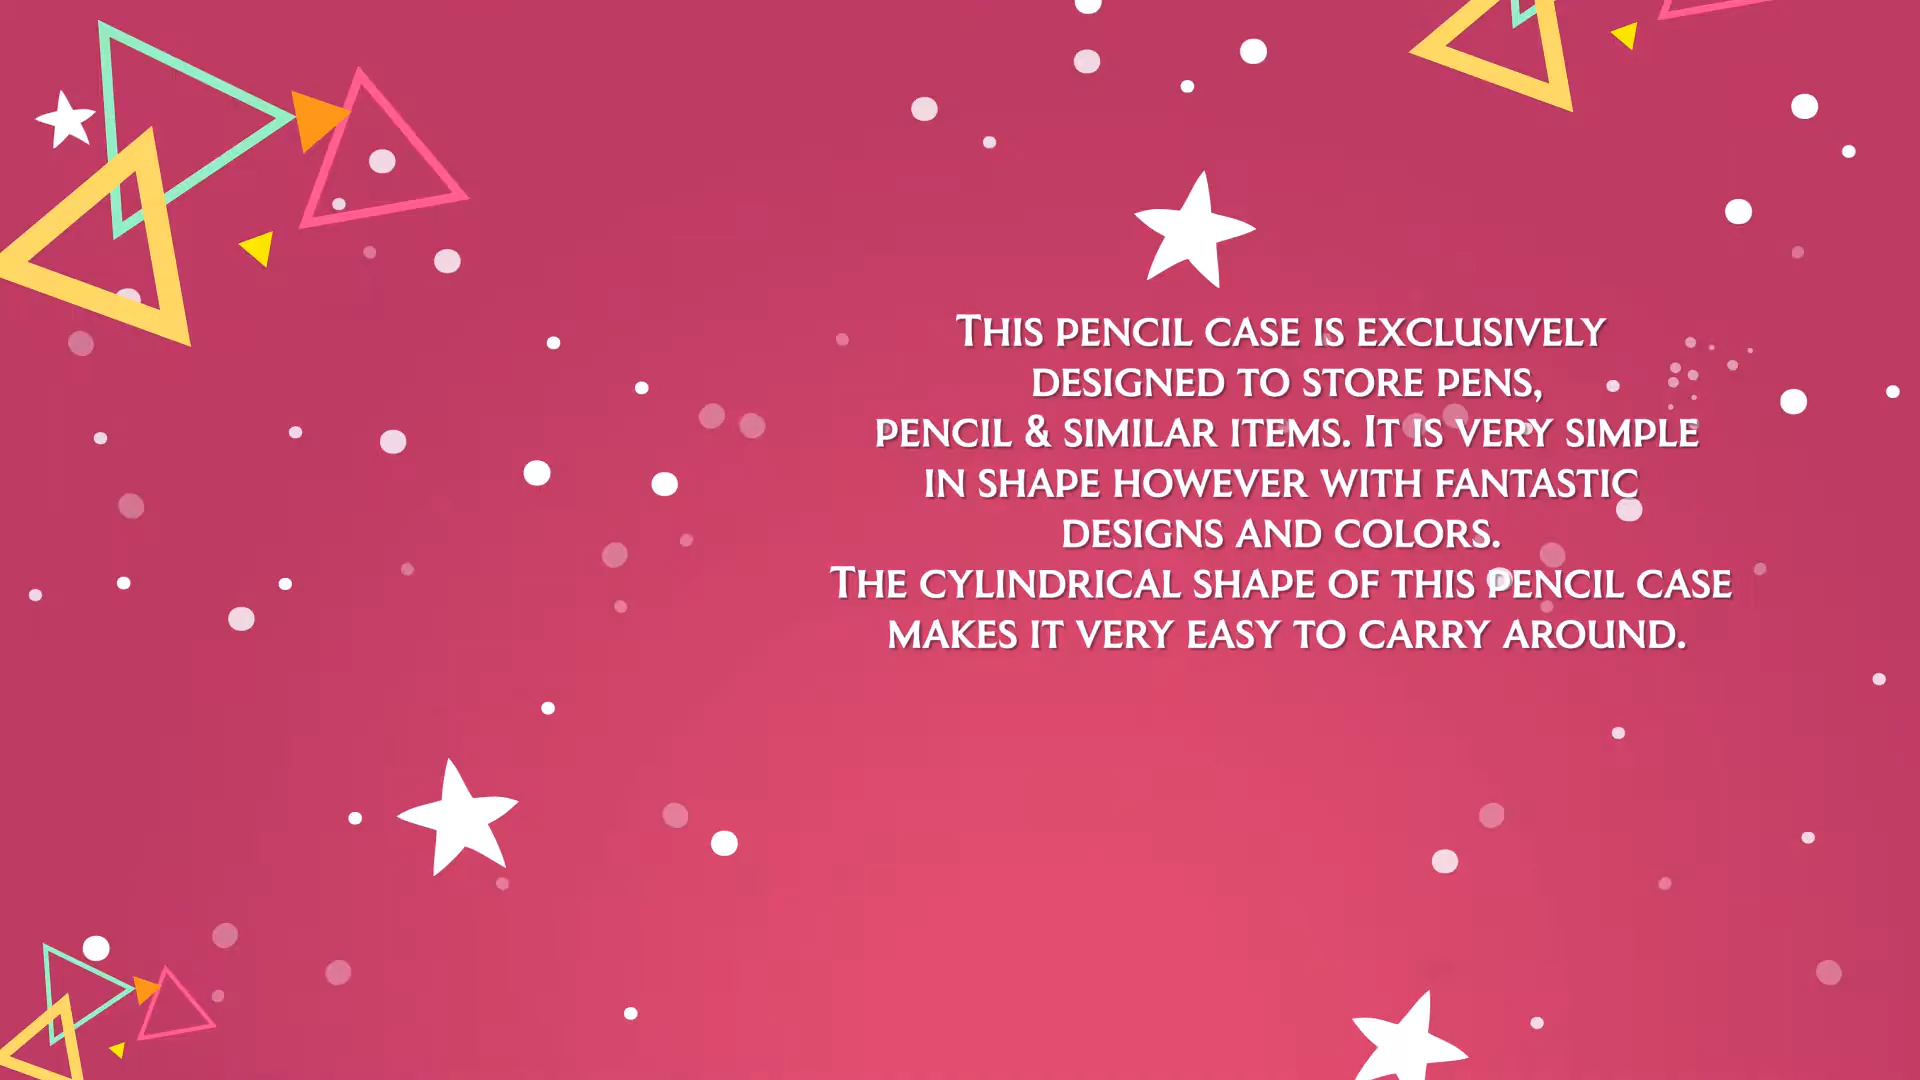 This pencil case is exclusively
designed to store pens,
pencil & similar items. It is very simple
in shape however with fantastic
designs and colors.
The cylindrical shape of this pencil case
makes it very easy to carry around.